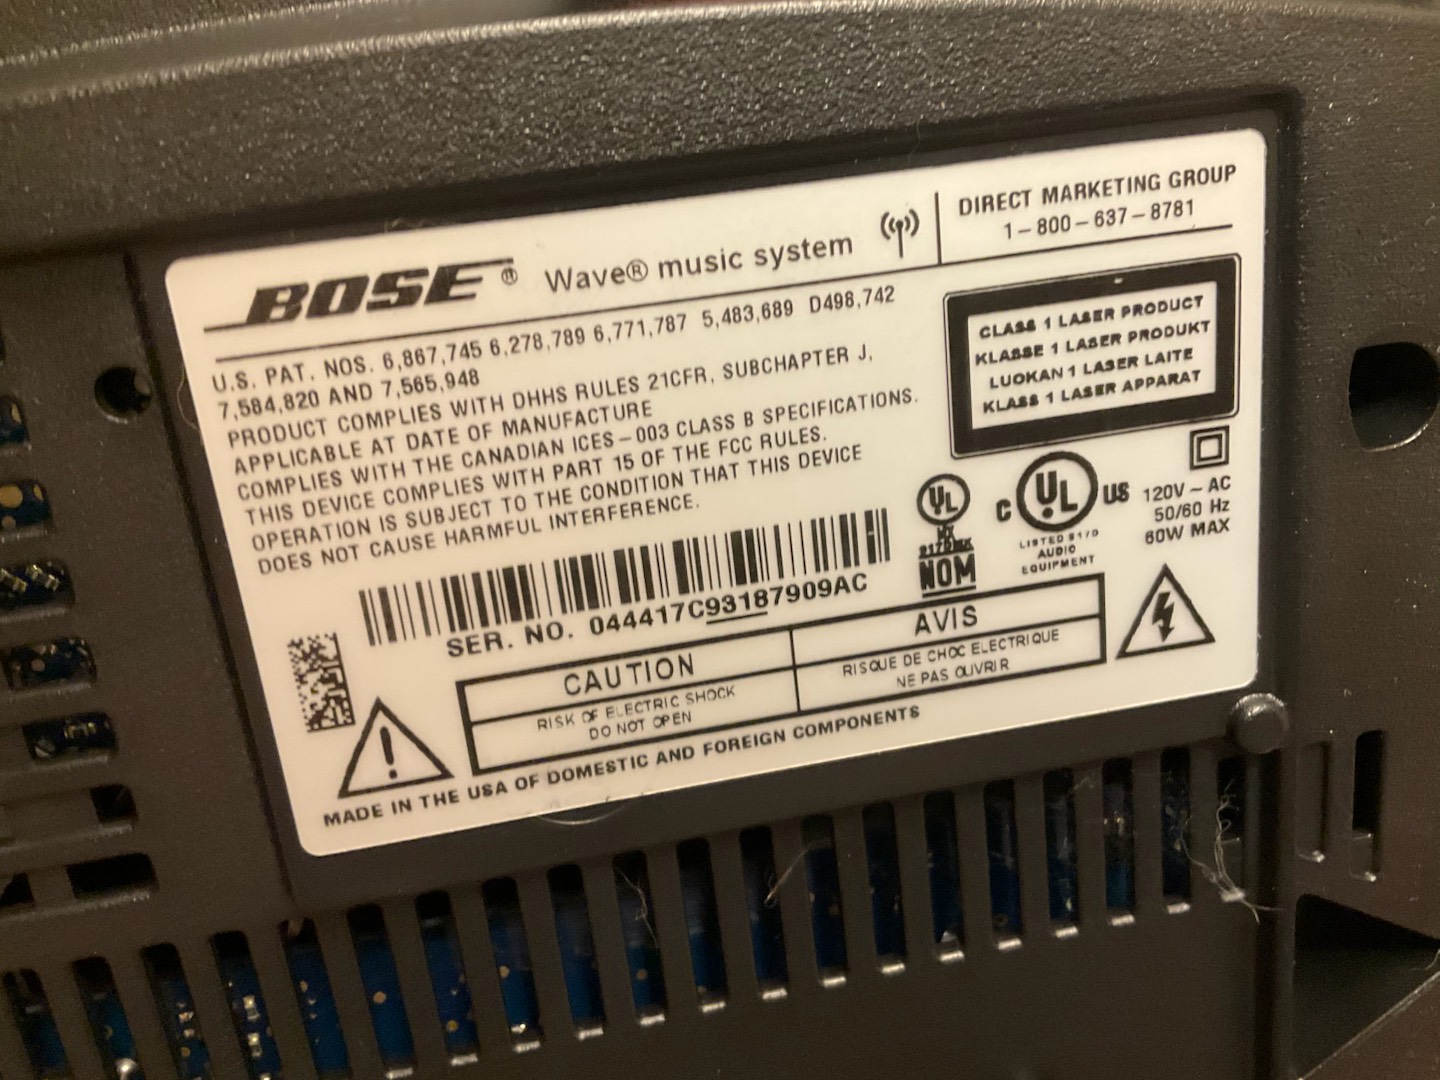 BOSE® Wave® music system
DIRECT MARKETING GROUP
1-800-637-8781
U.S. PAT. NOS. 6,867,745 6,278,789 6,771,787 5,483,689 D498,742
7,584,820 AND 7,565,948
PRODUCT COMPLIES WITH DHHS RULES 21CFR, SUBCHAPTER J,
APPLICABLE AT DATE OF MANUFACTURE
COMPLIES WITH THE CANADIAN ICES-003 CLASS B SPECIFICATIONS.
THIS DEVICE COMPLIES WITH PART 15 OF THE FCC RULES.
OPERATION IS SUBJECT TO THE CONDITION THAT THIS DEVICE
DOES NOT CAUSE HARMFUL INTERFERENCE.
CLASS 1 LASER PRODUCT
KLASSE 1 LASER PRODUKT
LUOKAN 1 LASER LAITE
KLASS 1 LASER APPARAT
UL
NOM
C UL US
LISTED
AUDIO
EQUIPMENT
120V ~ AC
50/60 Hz
60W MAX
SER. NO. 044417C93187909AC
CAUTION
RISK OF ELECTRIC SHOCK
DO NOT OPEN
AVIS
RISQUE DE CHOC ELECTRIQUE
NE PAS OUVRIR
MADE IN THE USA OF DOMESTIC AND FOREIGN COMPONENTS